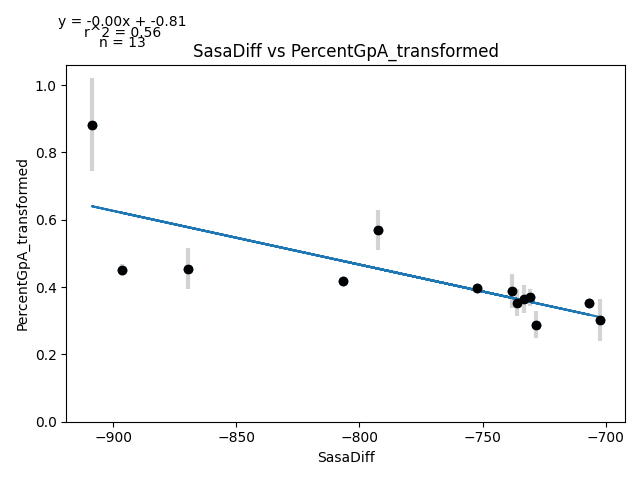 y = -0.00x + -0.81
r^2 = 0.56
n = 13
SasaDiff vs PercentGpA_transformed
1.0
0.8
0.6
0.4
0.2
0.0
PercentGpA_transformed
−900
−850
−800
−750
−700
SasaDiff